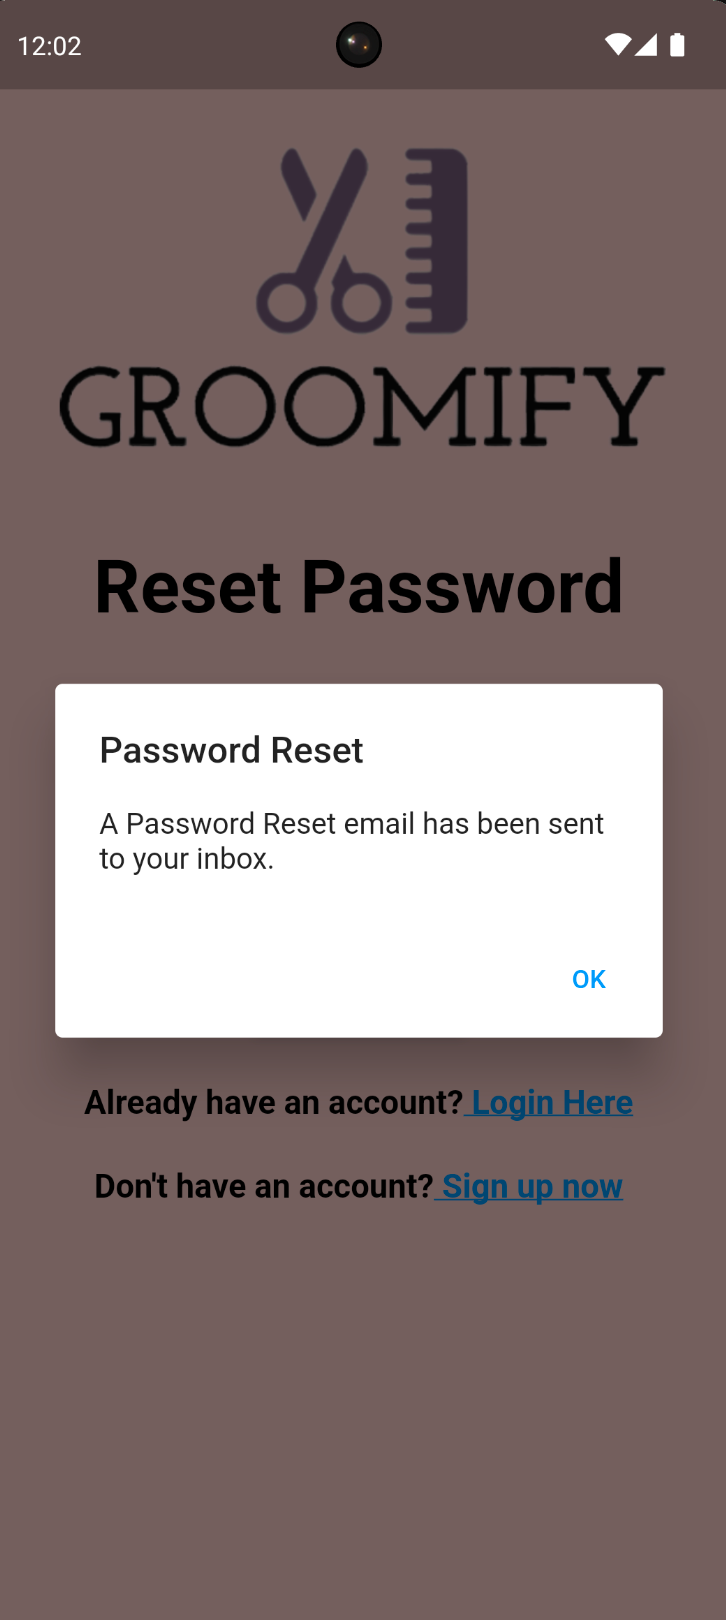 12:02
GROOMIFY
Reset Password
Password Reset
A Password Reset email has been sent
to your inbox.
OK
Already have an account? Login Here
Don't have an account? Sign up now